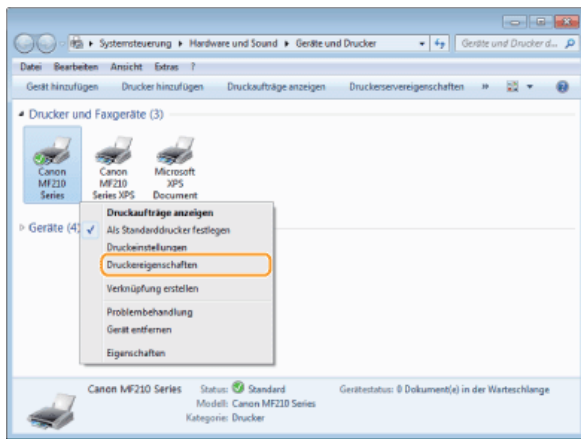 Systemsteuerung ▸ Hardware und Sound ▸ Geräte und Drucker
Geräte und Drucker d...
Datei Bearbeiten Ansicht Extras ?
Gerät hinzufügen Drucker hinzufügen Druckaufträge anzeigen Druckerservereigenschaften »
Drucker und Faxgeräte (3)
Canon MF210 Series
Canon MF210 Series XPS
Microsoft XPS Document
Geräte (4)
Druckaufträge anzeigen
Als Standarddrucker festlegen
Druckeinstellungen
Druckereigenschaften
Verknüpfung erstellen
Problembehandlung
Gerät entfernen
Eigenschaften
Canon MF210 Series Status: Standard Gerätestatus: 0 Dokument(e) in der Warteschlange
Modell: Canon MF210 Series
Kategorie: Drucker